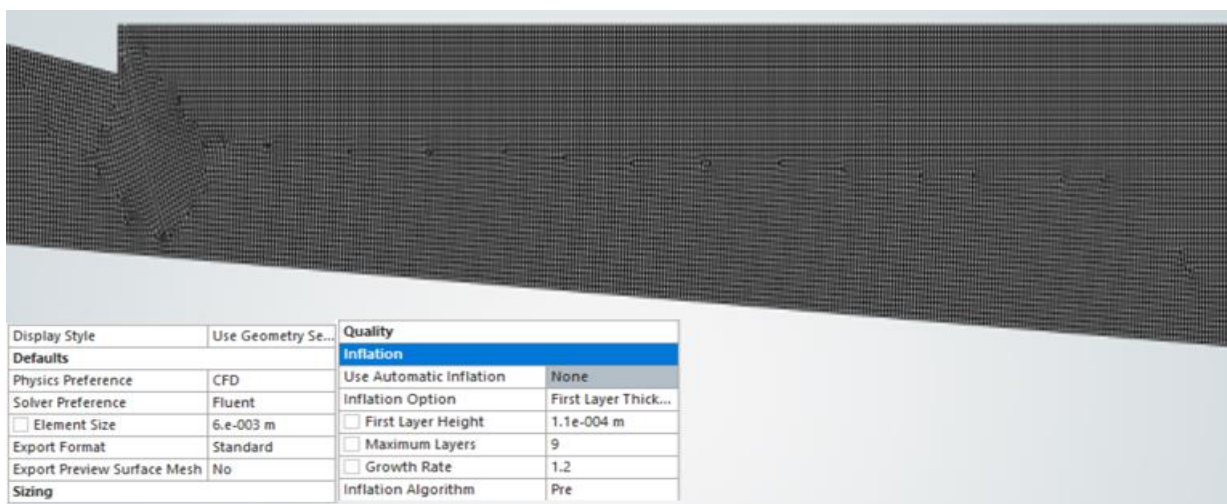 Display Style Use Geometry Se...
Defaults
Physics Preference CFD
Solver Preference Fluent
Element Size 6.e-003 m
Export Format Standard
Export Preview Surface Mesh No
Sizing
Quality
Inflation
Use Automatic Inflation None
Inflation Option First Layer Thick...
First Layer Height 1.1e-004 m
Maximum Layers 9
Growth Rate 1.2
Inflation Algorithm Pre